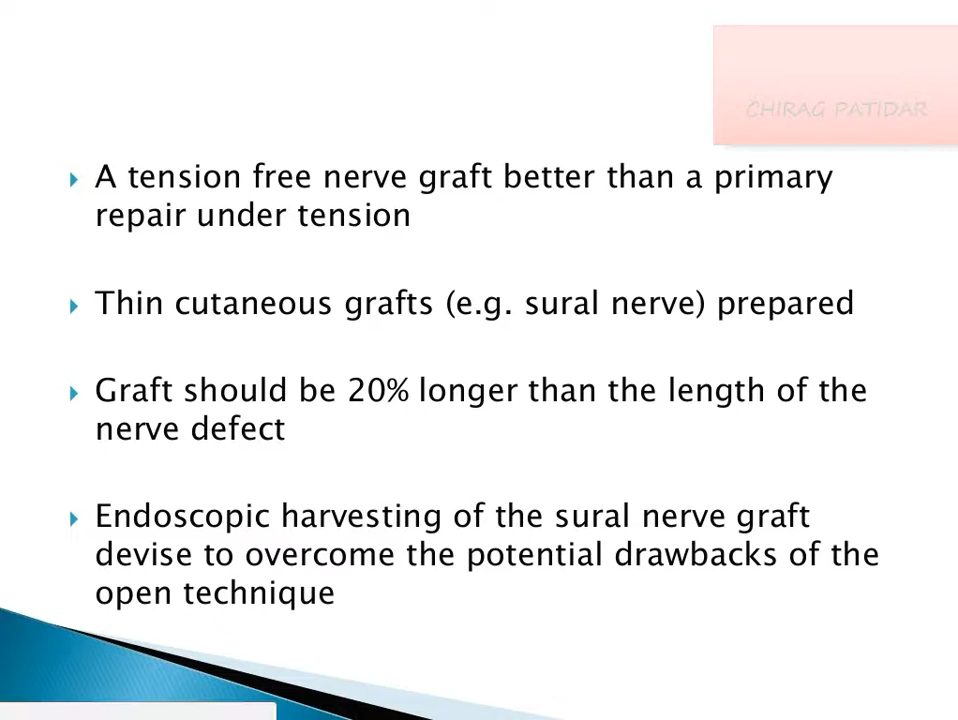 CHIRAG PATIDAR
A tension free nerve graft better than a primary
repair under tension
Thin cutaneous grafts (e.g. sural nerve) prepared
Graft should be 20% longer than the length of the
nerve defect
Endoscopic harvesting of the sural nerve graft
devise to overcome the potential drawbacks of the
open technique